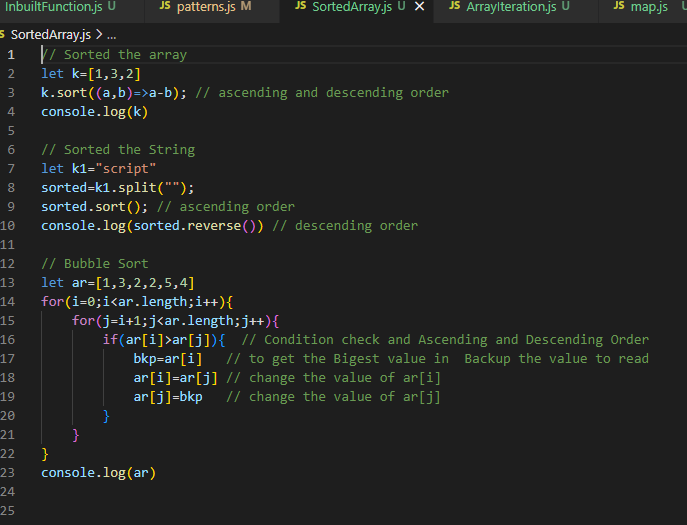 InbuiltFunction.js U JS patterns.js M JS SortedArray.js U × JS ArrayIteration.js U JS map.js U
JS SortedArray.js > ...
1 // Sorted the array
2 let k=[1,3,2]
3 k.sort((a,b)=>a-b); // ascending and descending order
4 console.log(k)
5
6 // Sorted the String
7 let k1="script"
8 sorted=k1.split("");
9 sorted.sort(); // ascending order
10 console.log(sorted.reverse()) // descending order
11
12 // Bubble Sort
13 let ar=[1,3,2,2,5,4]
14 for(i=0;i<ar.length;i++){
15     for(j=i+1;j<ar.length;j++){
16         if(ar[i]>ar[j]){  // Condition check and Ascending and Descending Order
17             bkp=ar[i]   // to get the Bigest value in  Backup the value to read
18             ar[i]=ar[j] // change the value of ar[i]
19             ar[j]=bkp   // change the value of ar[j]
20         }
21     }
22 }
23 console.log(ar)
24
25